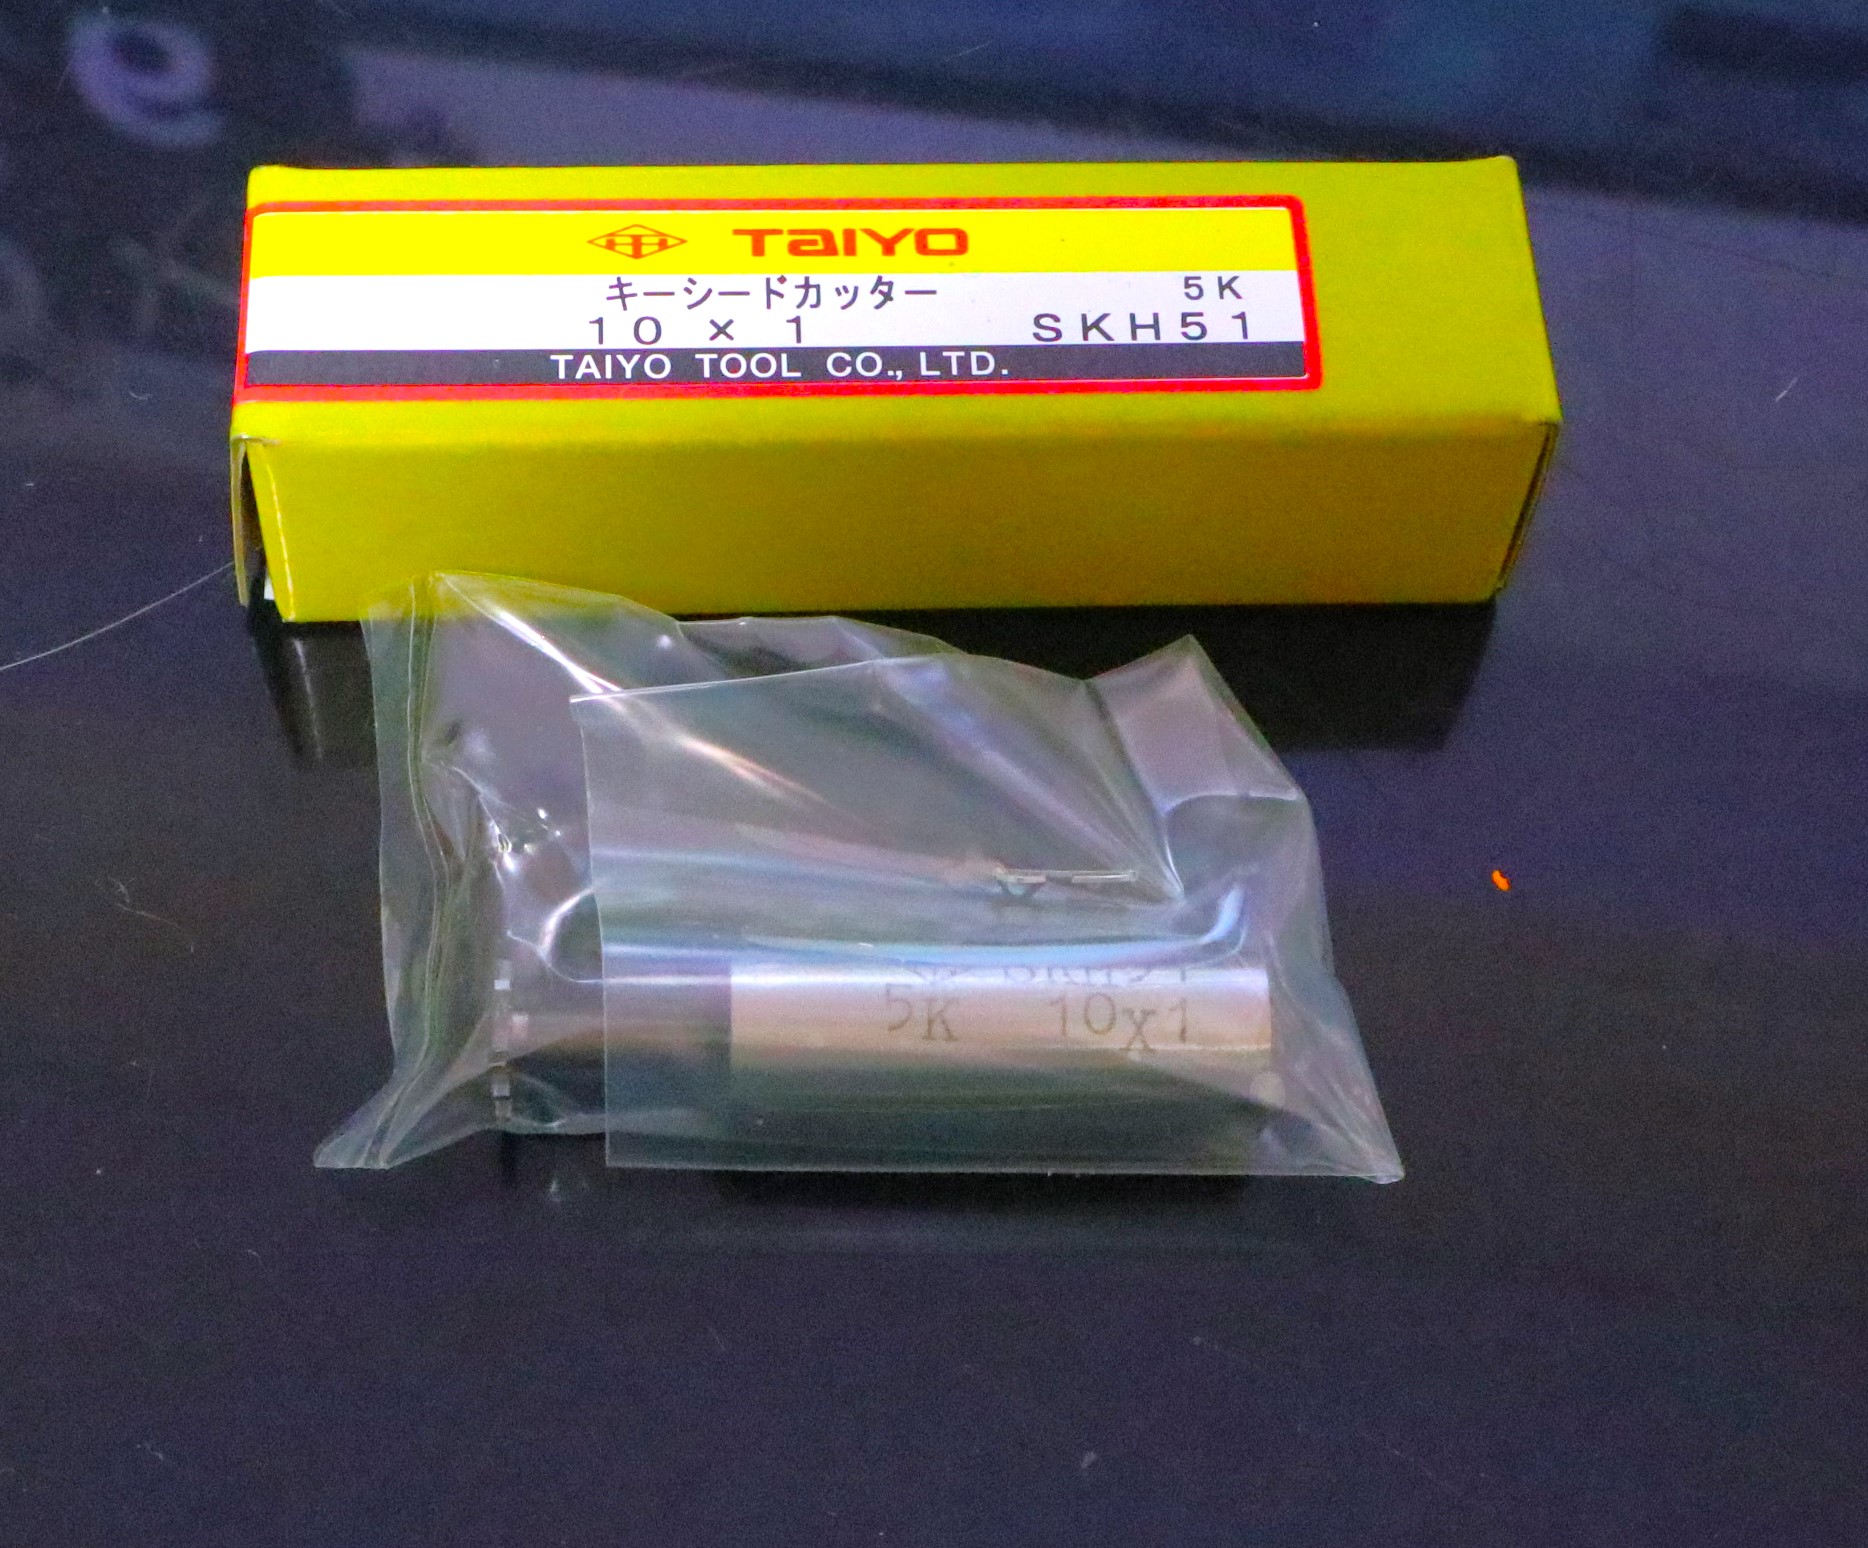 TAIYO
キーシードカッター 5K
10 × 1 SKH51
TAIYO TOOL CO., LTD.
5K 10X1